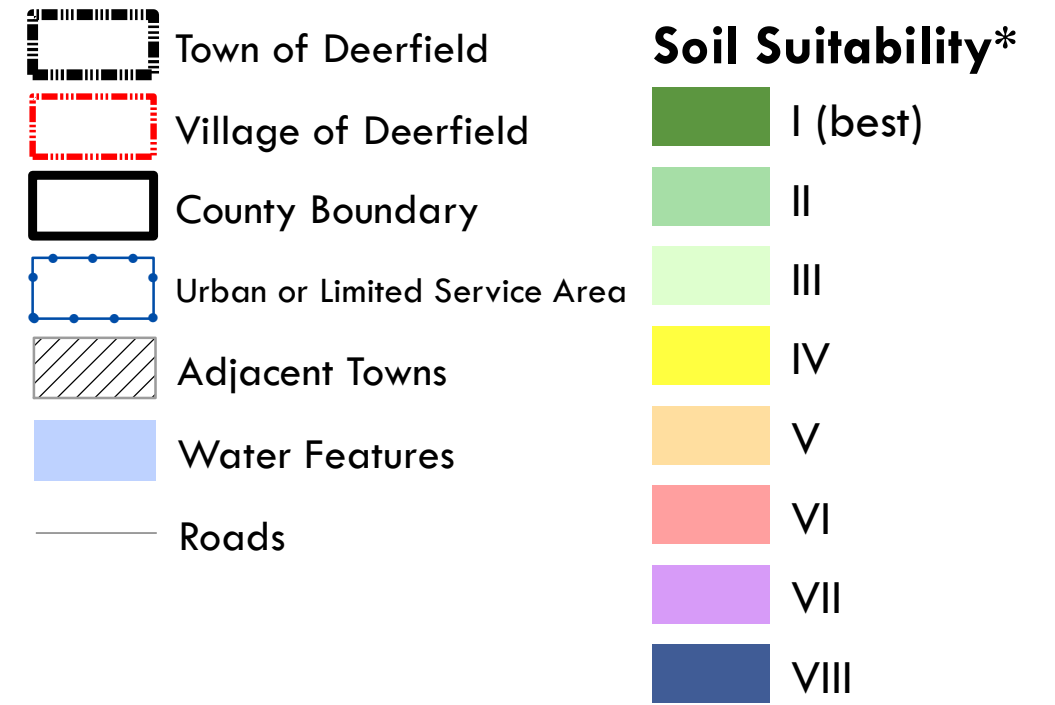 Town of Deerfield
Village of Deerfield
County Boundary
Urban or Limited Service Area
Adjacent Towns
Water Features
Roads
Soil Suitability*
I (best)
II
III
IV
V
VI
VII
VIII